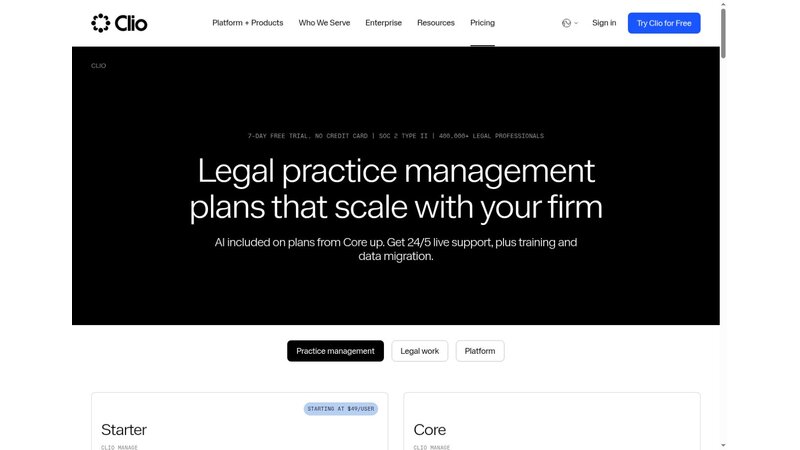 Clio
Platform + Products
Who We Serve
Enterprise
Resources
Pricing
Sign in
Try Clio for Free
CLIO
7-DAY FREE TRIAL, NO CREDIT CARD | SOC 2 TYPE II | 400,000+ LEGAL PROFESSIONALS
Legal practice management
plans that scale with your firm
AI included on plans from Core up. Get 24/5 live support, plus training and
data migration.
Practice management
Legal work
Platform
STARTING AT $49/USER
Starter
CLIO MANAGE
Core
CLIO MANAGE